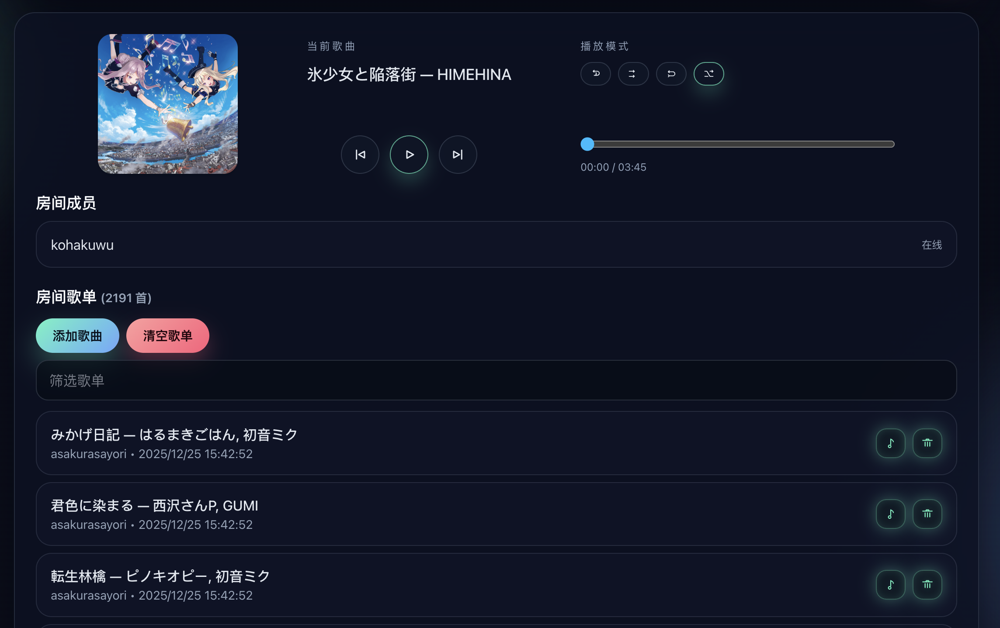 当前歌曲
氷少女と陥落街 — HIMEHINA
播放模式
00:00 / 03:45
房间成员
kohakuwu
在线
房间歌单 (2191 首)
添加歌曲
清空歌单
筛选歌单
みかげ日記 — はるまきごはん, 初音ミク
asakurasayori • 2025/12/25 15:42:52
君色に染まる — 西沢さんP, GUMI
asakurasayori • 2025/12/25 15:42:52
転生林檎 — ピノキオピー, 初音ミク
asakurasayori • 2025/12/25 15:42:52